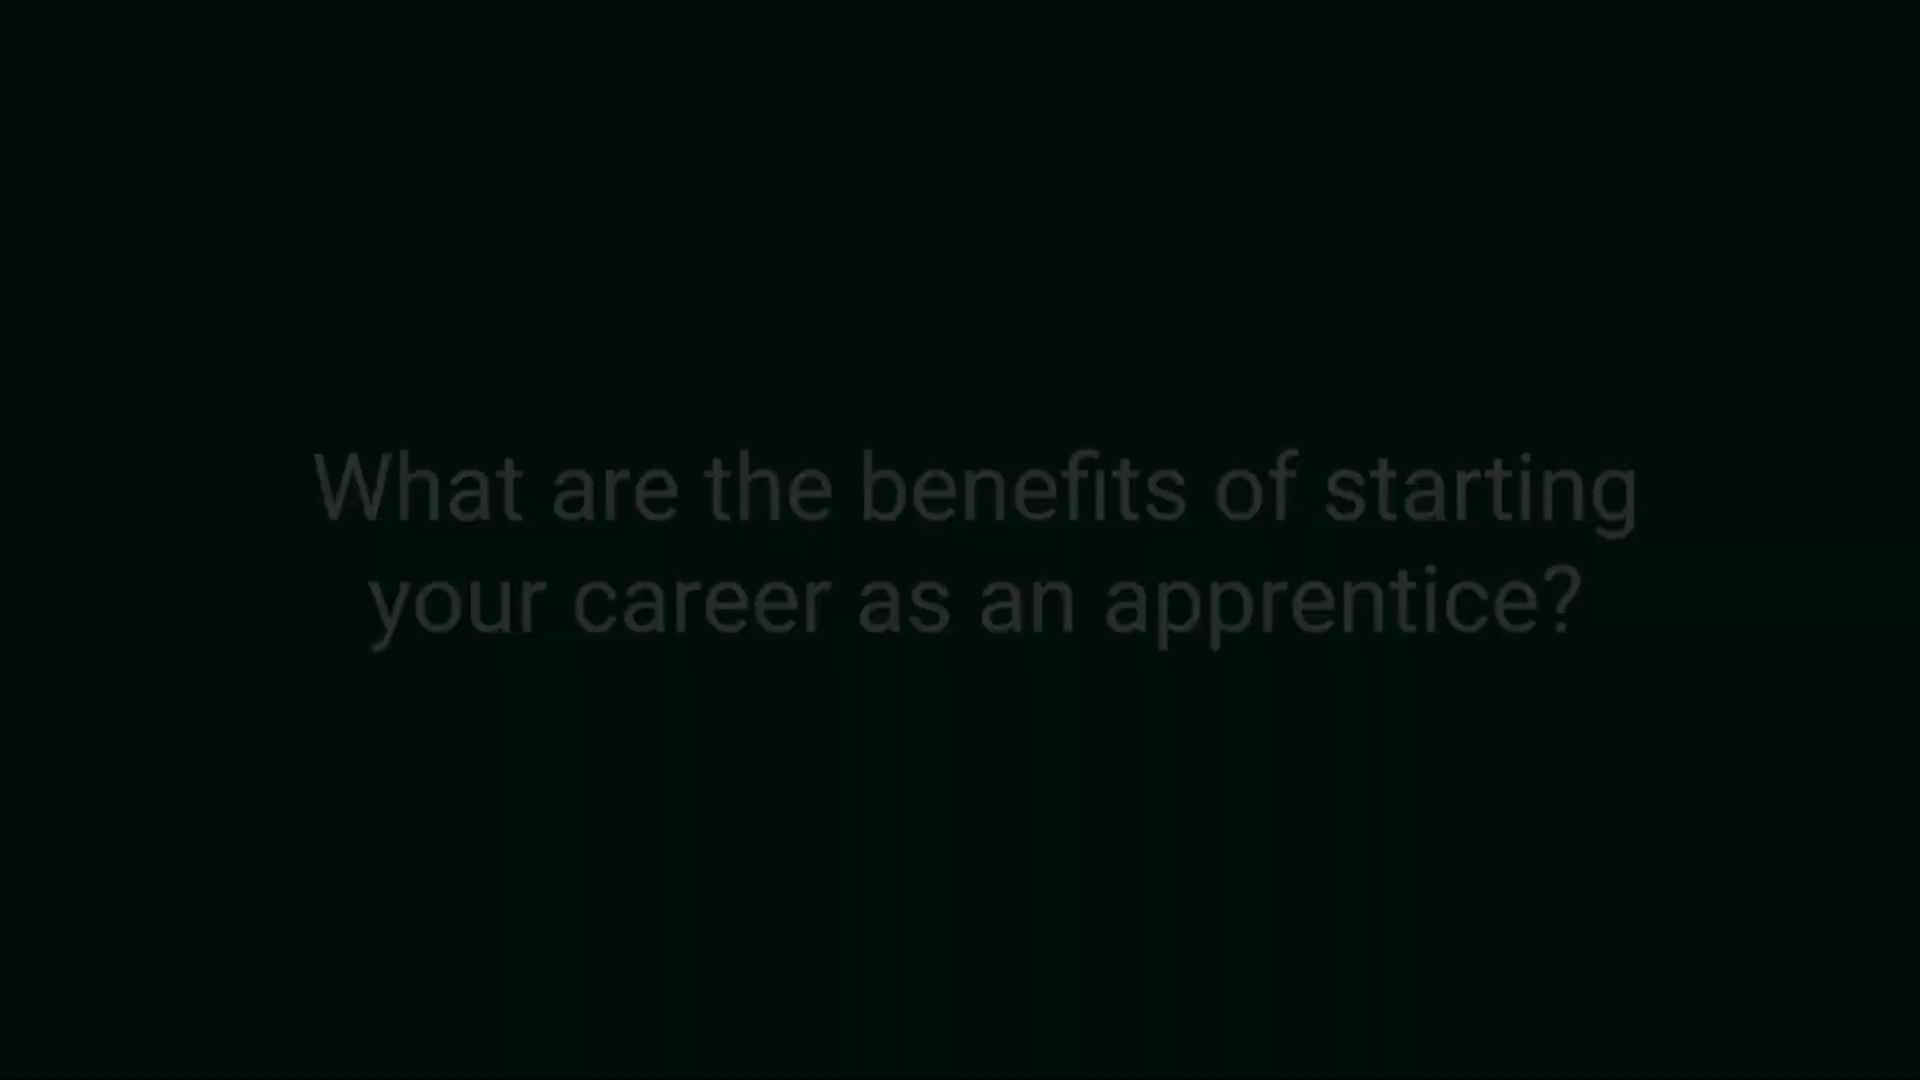 What are the benefits of starting
your career as an apprentice?